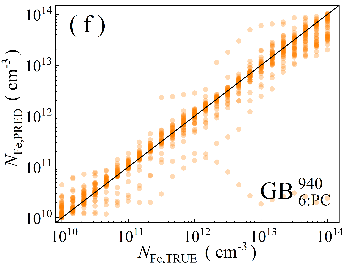 ( f )
10^14
10^13
10^12
10^11
10^10
N_Fe,PRED ( cm^-3 )
GB 940 6:PC
10^10 10^11 10^12 10^13 10^14
N_Fe,TRUE ( cm^-3 )